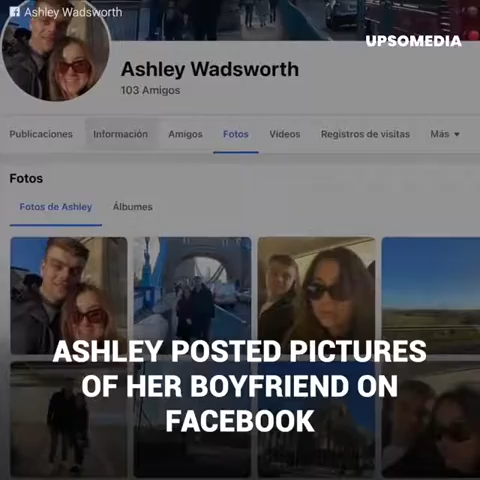 Ashley Wadsworth
UPSOMEDIA
Ashley Wadsworth
103 Amigos
Publicaciones Información Amigos Fotos Videos Registros de visitas Más
Fotos
Fotos de Ashley Álbumes
ASHLEY POSTED PICTURES
OF HER BOYFRIEND ON
FACEBOOK